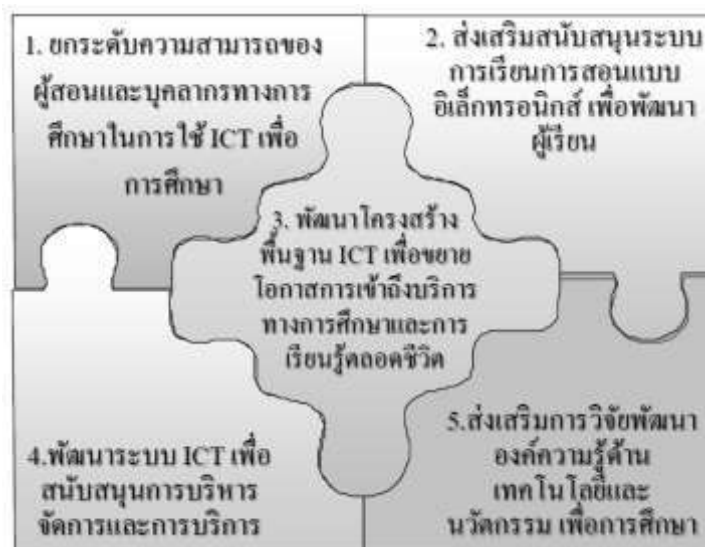 1. ยกระดับความสามารถของ
ผู้สอนและบุคลากรทางการ
ศึกษาในการใช้ ICT เพื่อ
การศึกษา
2. ส่งเสริมสนับสนุนระบบ
การเรียนการสอนแบบ
อิเล็กทรอนิกส์ เพื่อพัฒนา
ผู้เรียน
3. พัฒนาโครงสร้าง
พื้นฐาน ICT เพื่อขยาย
โอกาสการเข้าถึงบริการ
ทางการศึกษาและการ
เรียนรู้ตลอดชีวิต
4.พัฒนาระบบ ICT เพื่อ
สนับสนุนการบริหาร
จัดการและการบริการ
5.ส่งเสริมการวิจัยพัฒนา
องค์ความรู้ด้าน
เทคโนโลยีและ
นวัตกรรม เพื่อการศึกษา